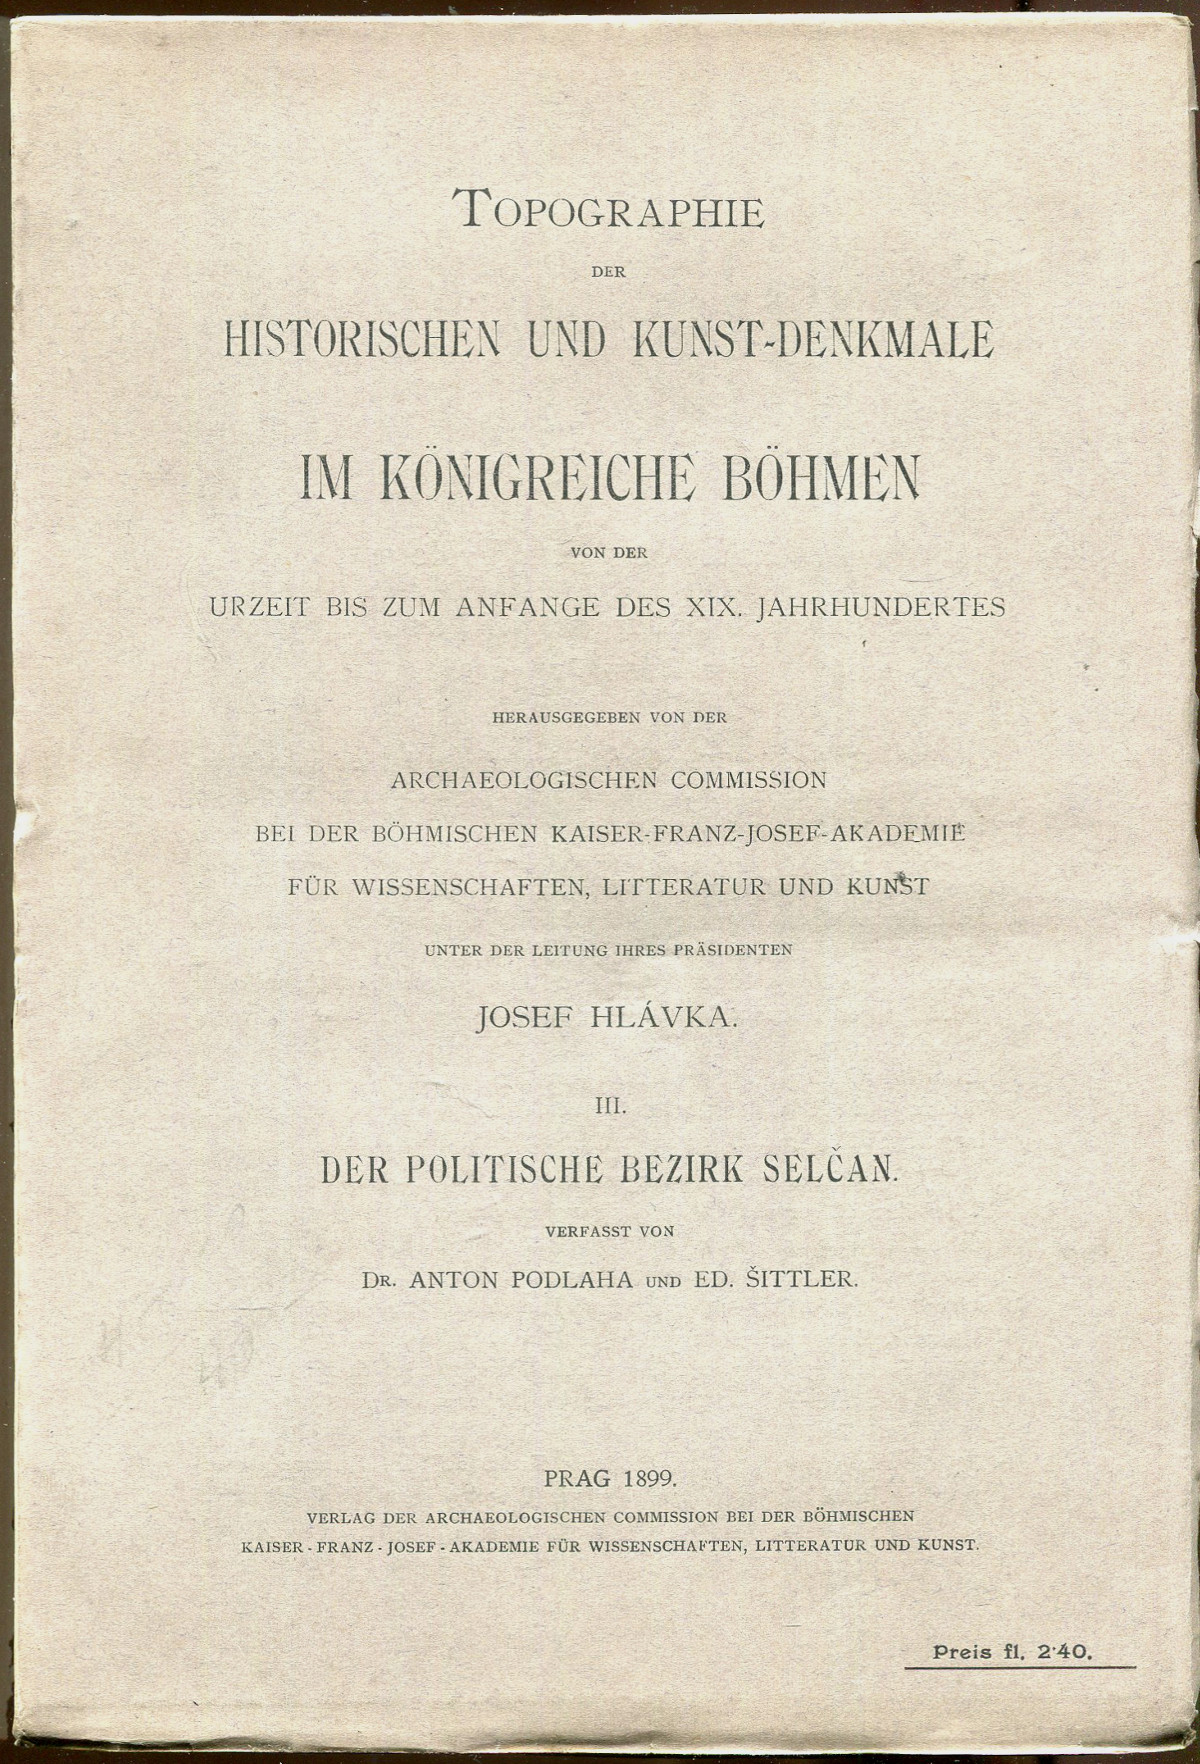 TOPOGRAPHIE
DER
HISTORISCHEN UND KUNST-DENKMALE
IM KÖNIGREICHE BÖHMEN
VON DER
URZEIT BIS ZUM ANFANGE DES XIX. JAHRHUNDERTES
HERAUSGEGEBEN VON DER
ARCHAEOLOGISCHEN COMMISSION
BEI DER BÖHMISCHEN KAISER-FRANZ-JOSEF-AKADEMIE
FÜR WISSENSCHAFTEN, LITTERATUR UND KUNST
UNTER DER LEITUNG IHRES PRÄSIDENTEN
JOSEF HLÁVKA.
III.
DER POLITISCHE BEZIRK SELČAN.
VERFASST VON
DR. ANTON PODLAHA UND ED. ŠITTLER.
PRAG 1899.
VERLAG DER ARCHAEOLOGISCHEN COMMISSION BEI DER BÖHMISCHEN
KAISER-FRANZ-JOSEF-AKADEMIE FÜR WISSENSCHAFTEN, LITTERATUR UND KUNST.
Preis fl. 2·40.